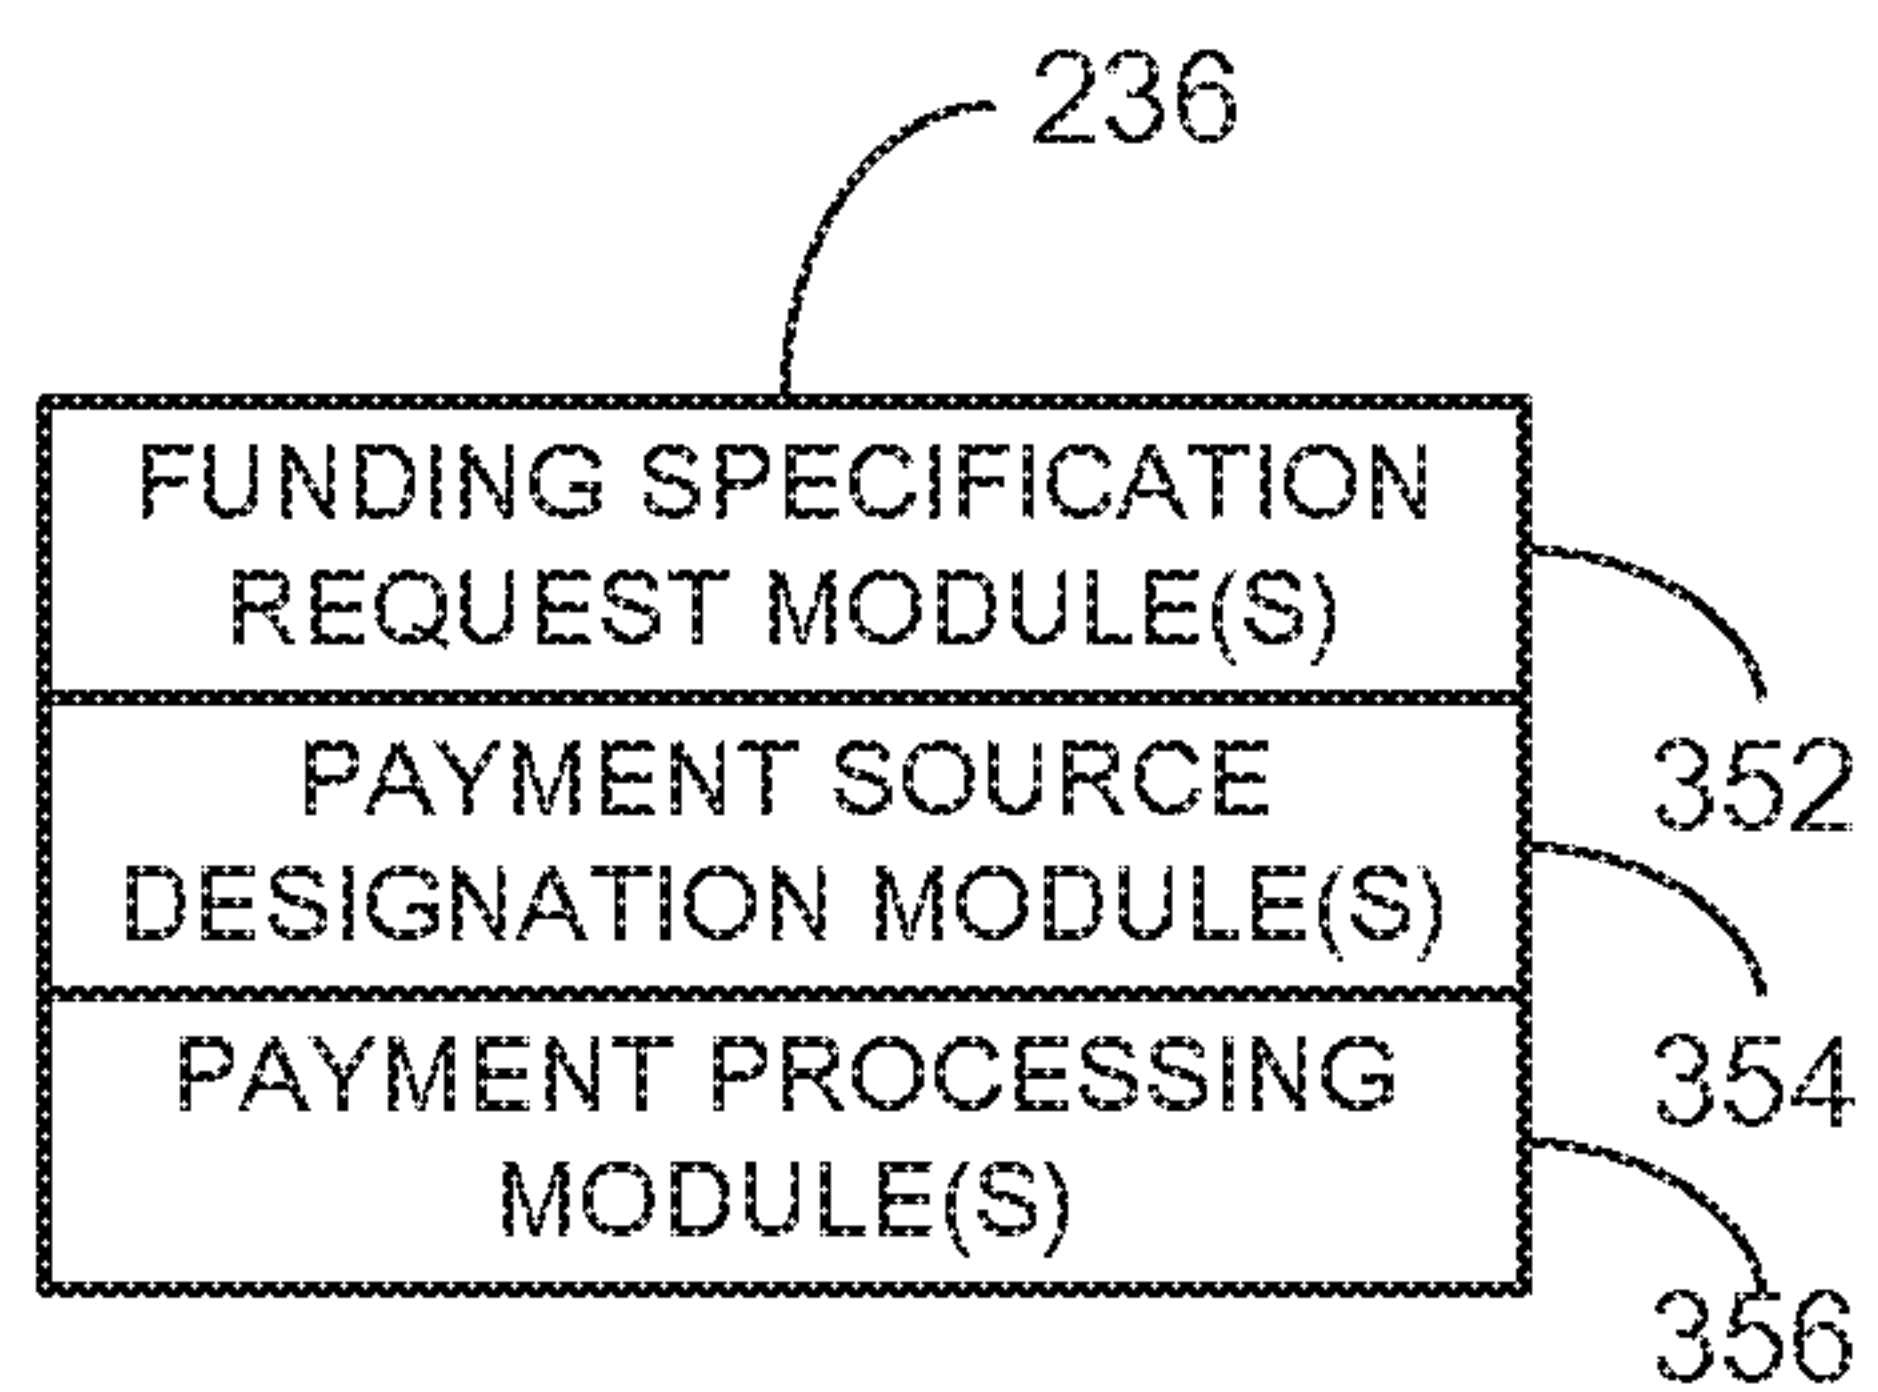 236
FUNDING SPECIFICATION
REQUEST MODULE(S)
352
PAYMENT SOURCE
DESIGNATION MODULE(S)
354
PAYMENT PROCESSING
MODULE(S)
356